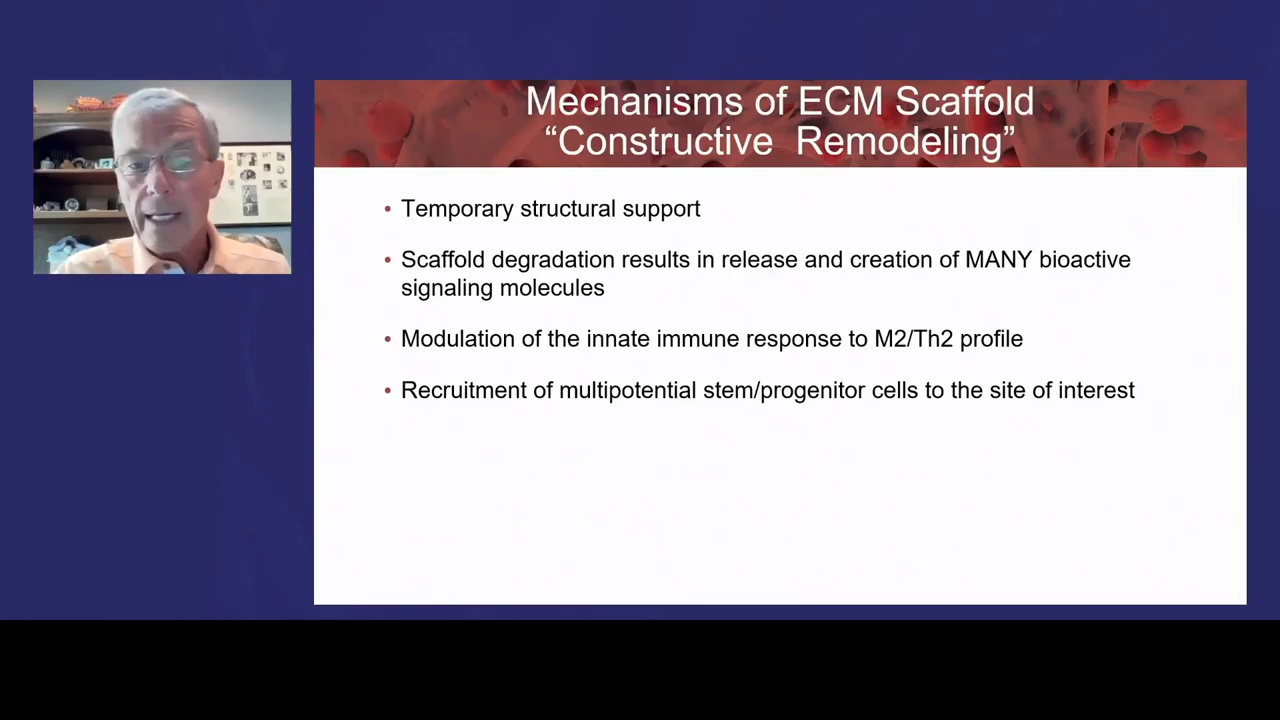 Mechanisms of ECM Scaffold
“Constructive Remodeling”
• Temporary structural support
• Scaffold degradation results in release and creation of MANY bioactive
signaling molecules
• Modulation of the innate immune response to M2/Th2 profile
• Recruitment of multipotential stem/progenitor cells to the site of interest